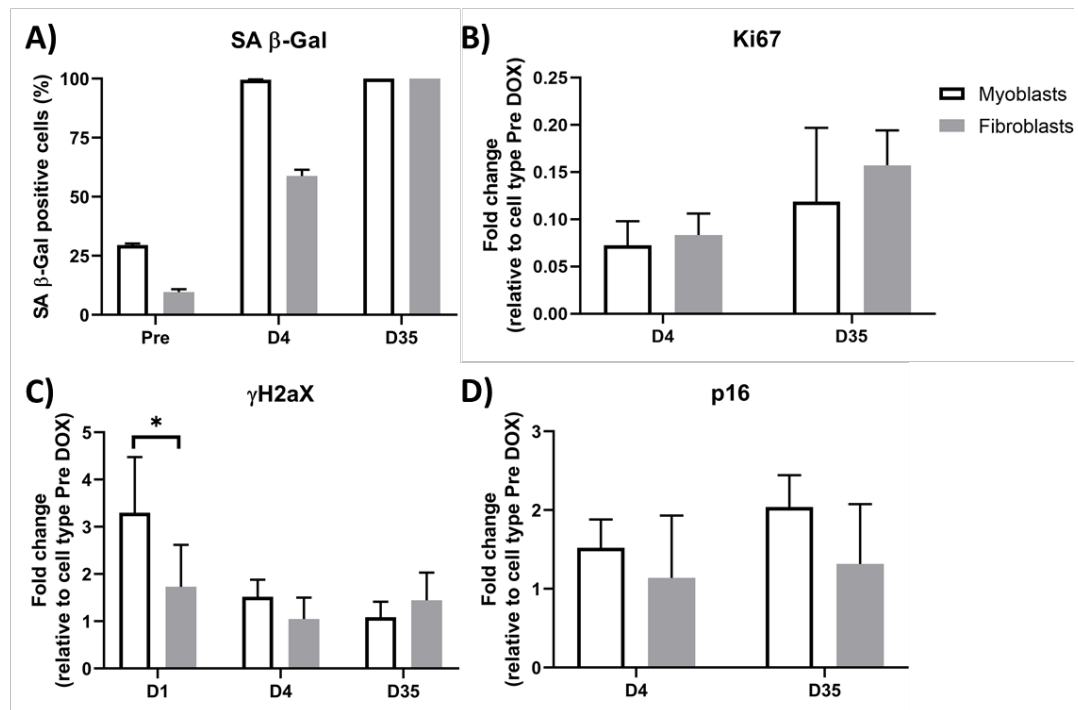 A)
SA β-Gal
SA β-Gal positive cells (%)
100
75
50
25
0
Pre
D4
D35
B)
Ki67
Fold change
(relative to cell type Pre DOX)
0.25
0.20
0.15
0.10
0.05
0.00
D4
D35
Myoblasts
Fibroblasts
C)
γH2aX
Fold change
(relative to cell type Pre DOX)
5
4
3
2
1
0
*
D1
D4
D35
D)
p16
Fold change
(relative to cell type Pre DOX)
3
2
1
0
D4
D35